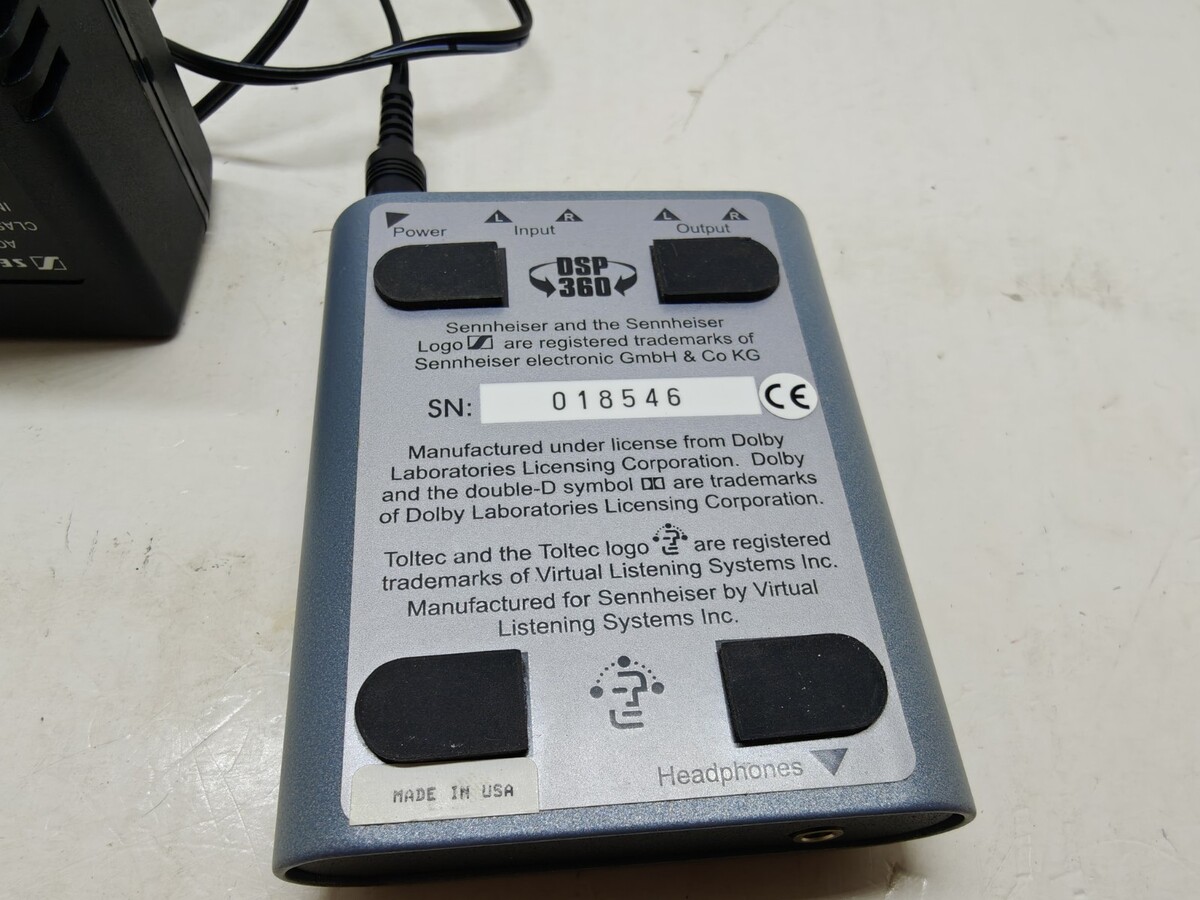 Power
L
R
Input
L
R
Output
DSP
360
Sennheiser and the Sennheiser
Logo are registered trademarks of
Sennheiser electronic GmbH & Co KG
SN: 018546
CE
Manufactured under license from Dolby
Laboratories Licensing Corporation. Dolby
and the double-D symbol are trademarks
of Dolby Laboratories Licensing Corporation.
Toltec and the Toltec logo are registered
trademarks of Virtual Listening Systems Inc.
Manufactured for Sennheiser by Virtual
Listening Systems Inc.
Headphones
MADE IN USA